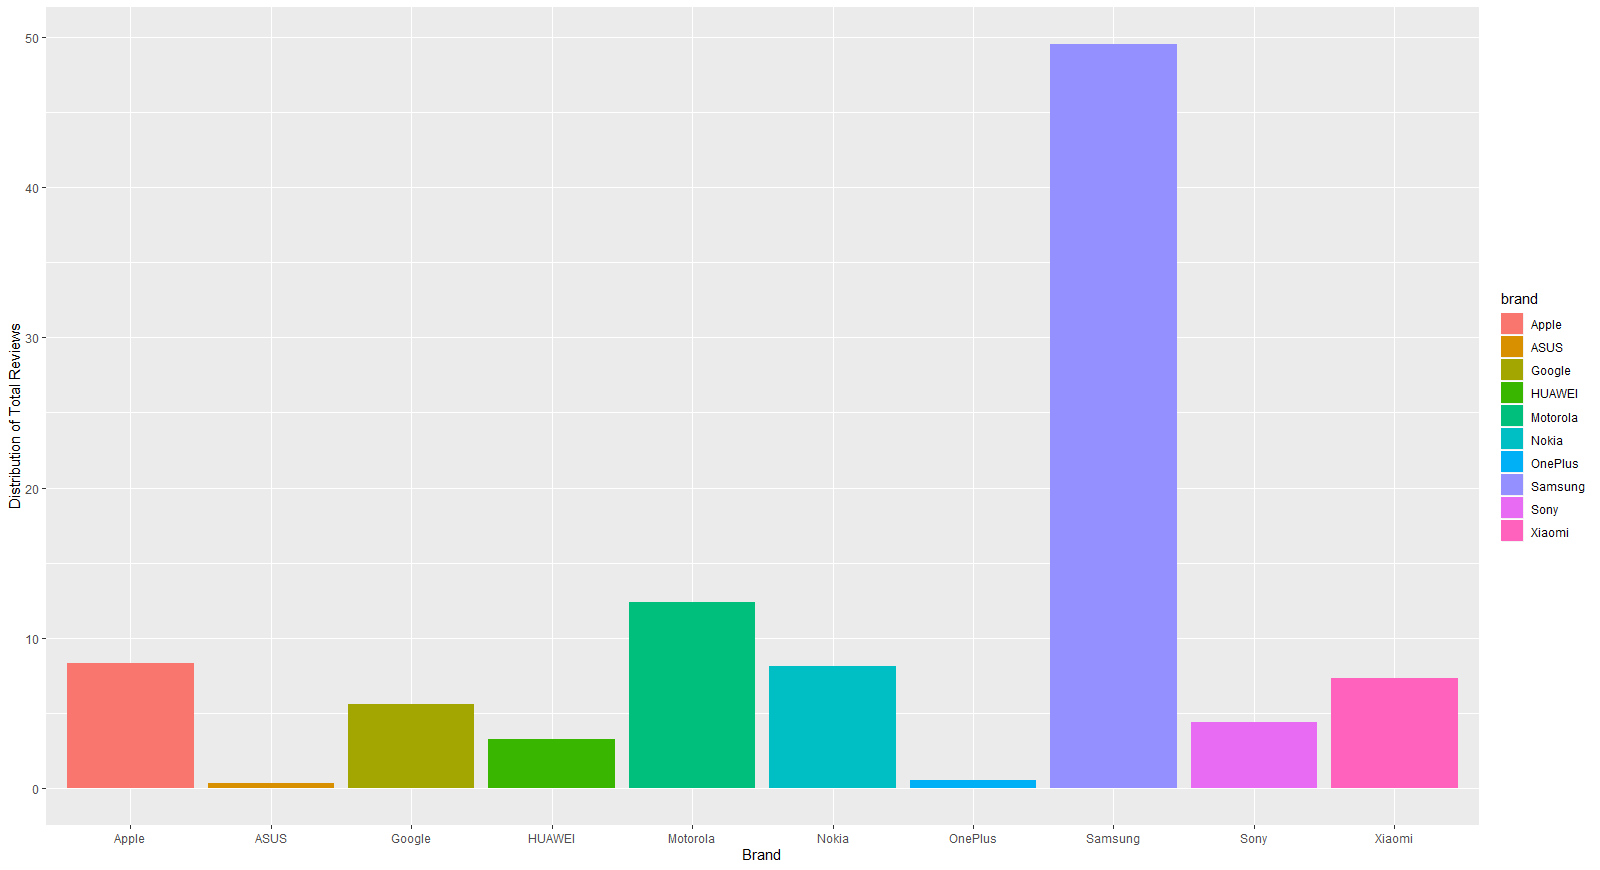 Distribution of Total Reviews
50
40
30
20
10
0
Apple ASUS Google HUAWEI Motorola Nokia OnePlus Samsung Sony Xiaomi
Brand
brand
Apple
ASUS
Google
HUAWEI
Motorola
Nokia
OnePlus
Samsung
Sony
Xiaomi